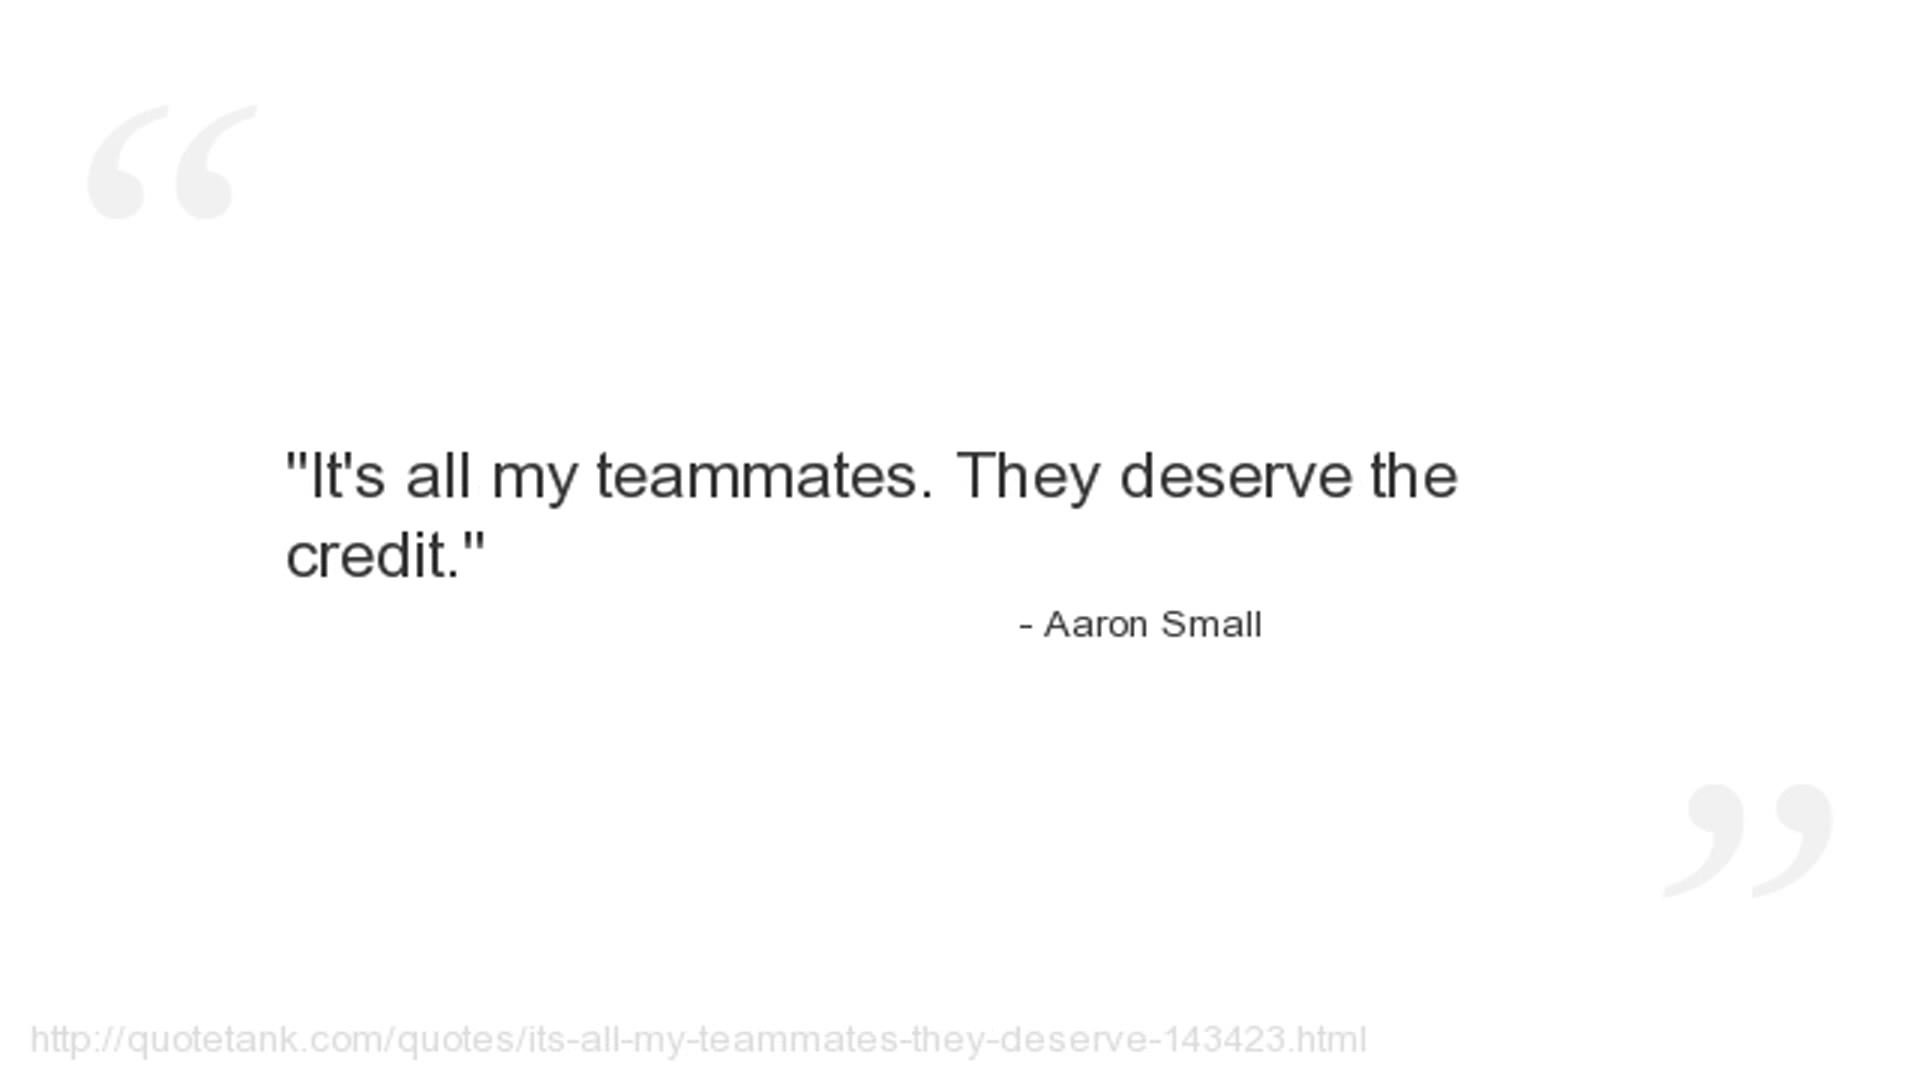 "It's all my teammates. They deserve the
credit."
- Aaron Small
http://quotetank.com/quotes/its-all-my-teammates-they-deserve-143423.html